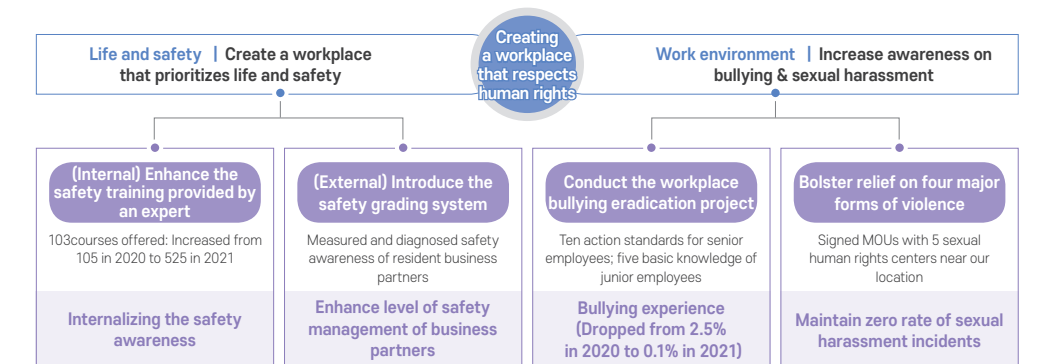 Creating
a workplace
that respects
human rights
Life and safety | Create a workplace
that prioritizes life and safety
Work environment | Increase awareness on
bullying & sexual harassment
(Internal) Enhance the
safety training provided by
an expert
103courses offered: Increased from
105 in 2020 to 525 in 2021
Internalizing the safety
awareness
(External) Introduce the
safety grading system
Measured and diagnosed safety
awareness of resident business
partners
Enhance level of safety
management of business
partners
Conduct the workplace
bullying eradication project
Ten action standards for senior
employees; five basic knowledge of
junior employees
Bullying experience
(Dropped from 2.5%
in 2020 to 0.1% in 2021)
Bolster relief on four major
forms of violence
Signed MOUs with 5 sexual
human rights centers near our
location
Maintain zero rate of sexual
harassment incidents